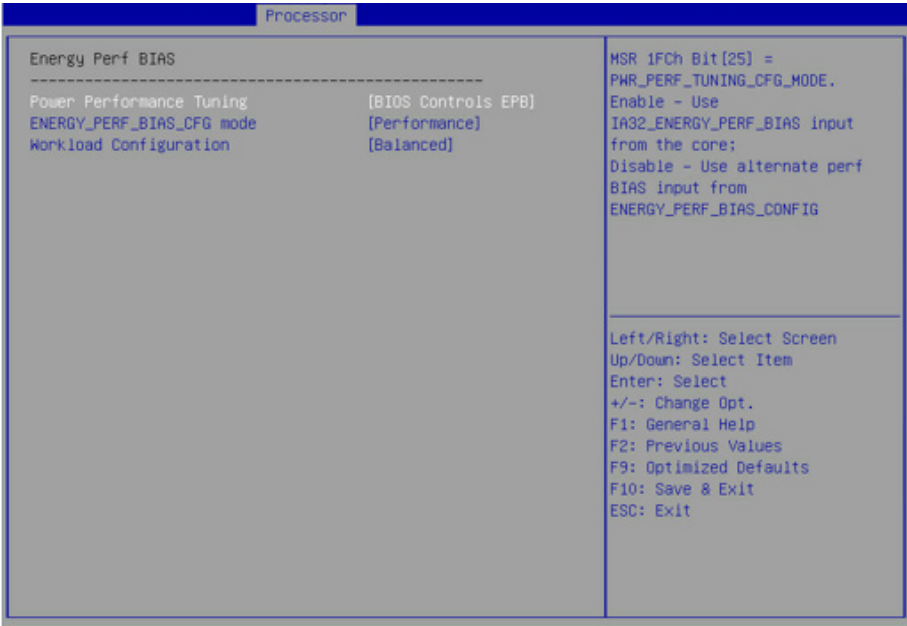 Processor
Energy Perf BIAS
--------------------------------------------------
Power Performance Tuning [BIOS Controls EPB]
ENERGY_PERF_BIAS_CFG mode [Performance]
Workload Configuration [Balanced]
MSR 1FCh Bit[25] =
PWR_PERF_TUNING_CFG_MODE.
Enable - Use
IA32_ENERGY_PERF_BIAS input
from the core;
Disable - Use alternate perf
BIAS input from
ENERGY_PERF_BIAS_CONFIG
Left/Right: Select Screen
Up/Down: Select Item
Enter: Select
+/-: Change Opt.
F1: General Help
F2: Previous Values
F9: Optimized Defaults
F10: Save & Exit
ESC: Exit